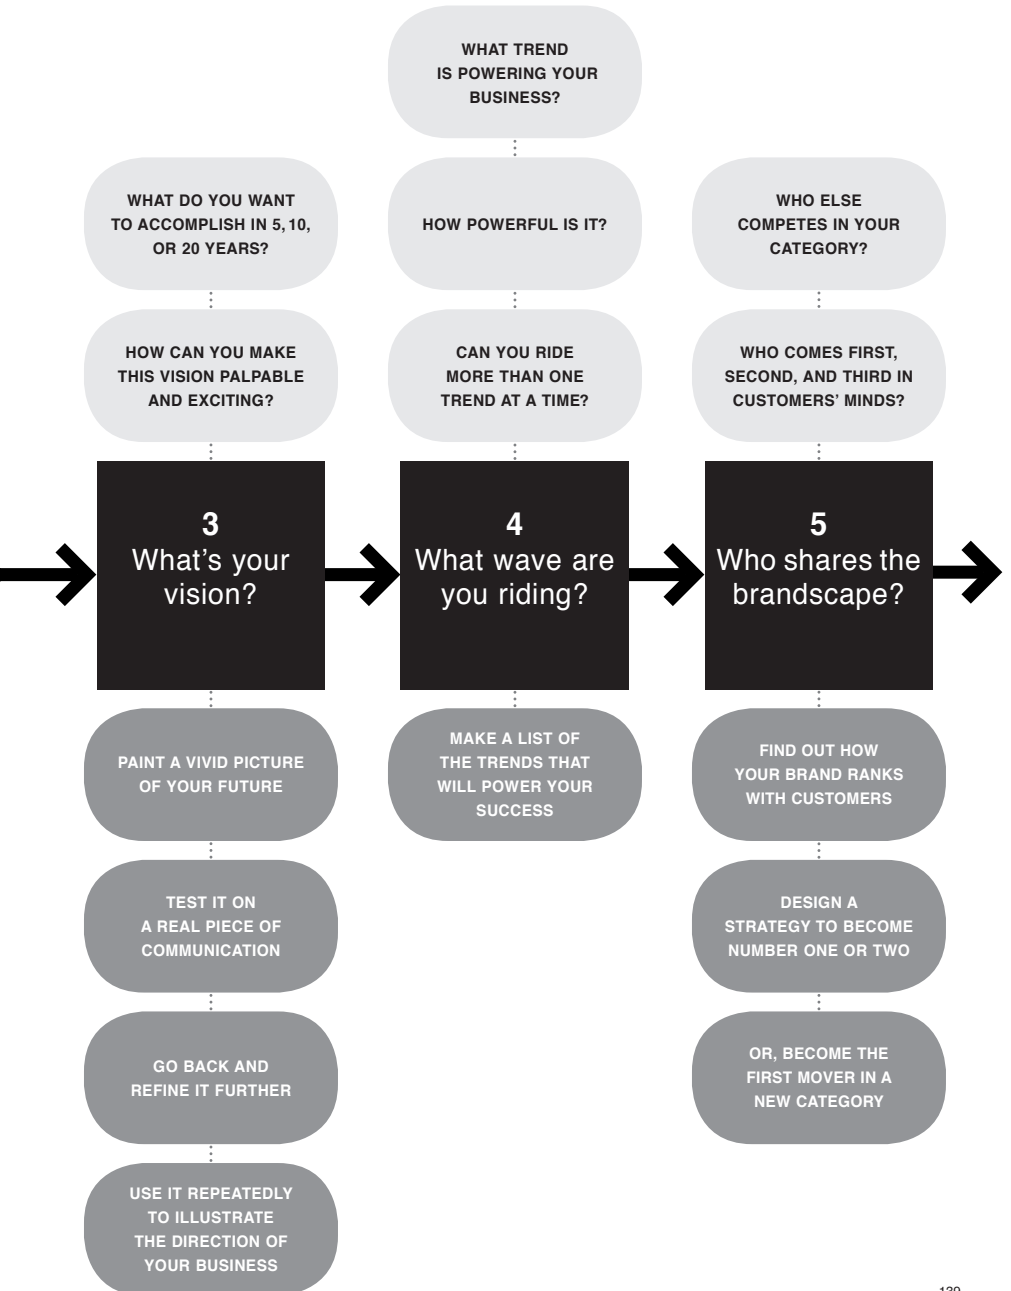 WHAT TREND
IS POWERING YOUR
BUSINESS?
WHAT DO YOU WANT
TO ACCOMPLISH IN 5, 10,
OR 20 YEARS?
HOW POWERFUL IS IT?
WHO ELSE
COMPETES IN YOUR
CATEGORY?
HOW CAN YOU MAKE
THIS VISION PALPABLE
AND EXCITING?
CAN YOU RIDE
MORE THAN ONE
TREND AT A TIME?
WHO COMES FIRST,
SECOND, AND THIRD IN
CUSTOMERS’ MINDS?
3
What’s your
vision?
4
What wave are
you riding?
5
Who shares the
brandscape?
PAINT A VIVID PICTURE
OF YOUR FUTURE
MAKE A LIST OF
THE TRENDS THAT
WILL POWER YOUR
SUCCESS
FIND OUT HOW
YOUR BRAND RANKS
WITH CUSTOMERS
TEST IT ON
A REAL PIECE OF
COMMUNICATION
DESIGN A
STRATEGY TO BECOME
NUMBER ONE OR TWO
GO BACK AND
REFINE IT FURTHER
OR, BECOME THE
FIRST MOVER IN A
NEW CATEGORY
USE IT REPEATEDLY
TO ILLUSTRATE
THE DIRECTION OF
YOUR BUSINESS